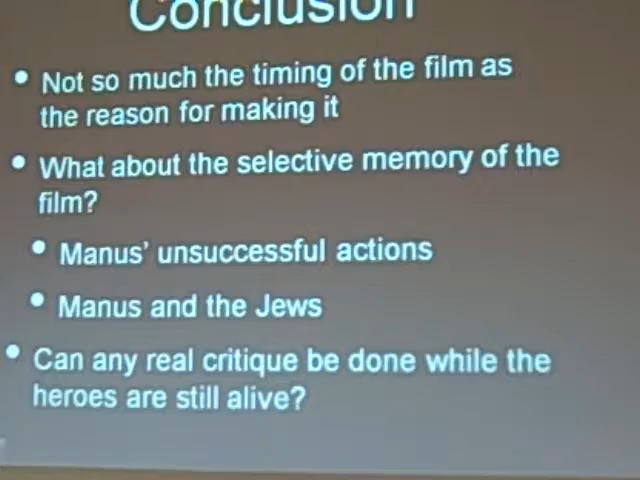 Conclusion
• Not so much the timing of the film as
the reason for making it
• What about the selective memory of the
film?
• Manus' unsuccessful actions
• Manus and the Jews
• Can any real critique be done while the
heroes are still alive?